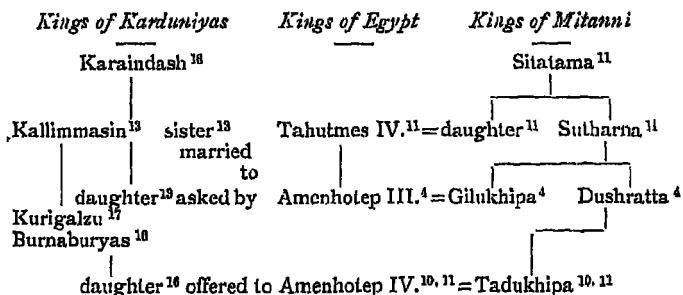 Kings of Karduniyas Kings of Egypt Kings of Mitanni
Karaindash 16 Sitatama 11
Kallimmasin 13 sister 13 Tahutmes IV. 11 = daughter 11 Sutharna 11
married
to
daughter 13 asked by Amenhotep III. 4 = Gilukhipa 4 Dushratta 4
Kurigalzu 17
Burnaburyas 16
daughter 16 offered to Amenhotep IV. 10, 11 = Tadukhipa 10, 11